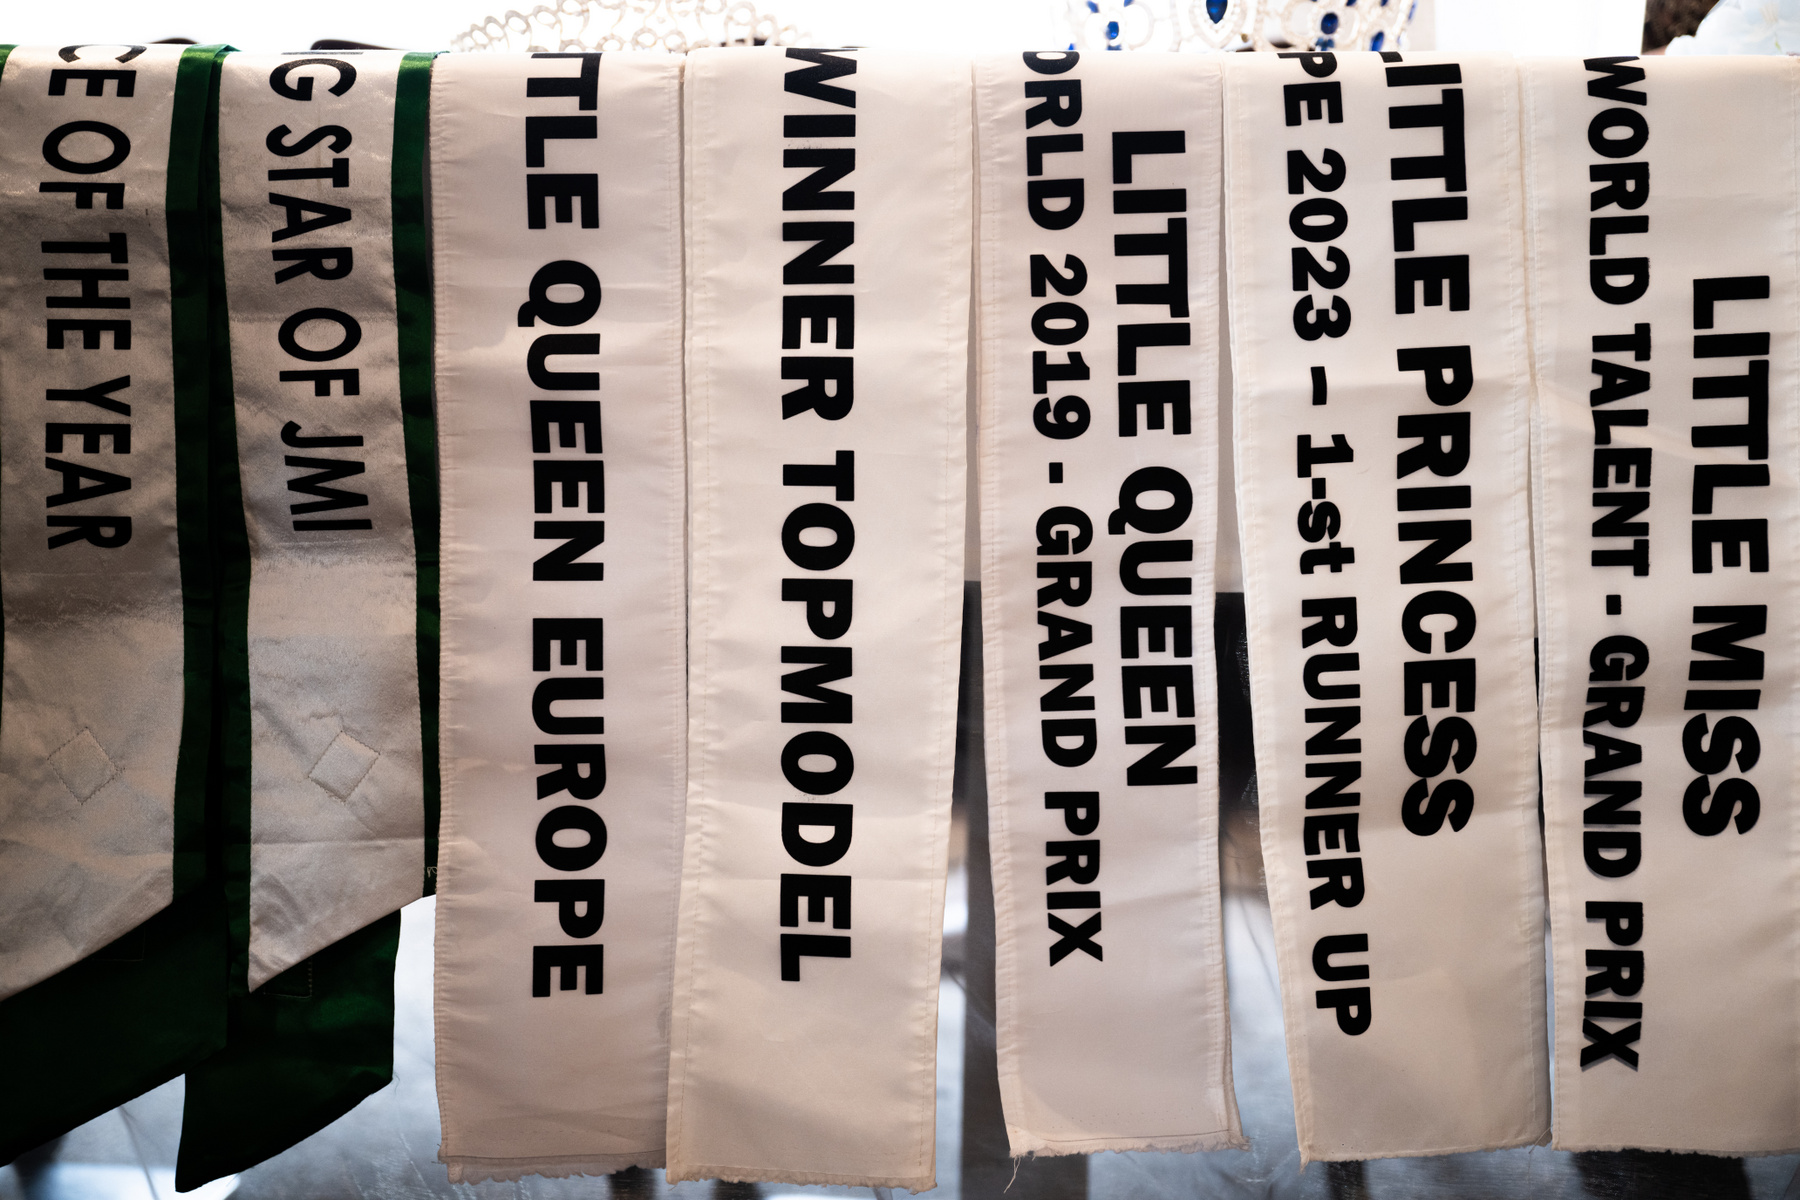 CE OF THE YEAR
G STAR OF JMI
TLE QUEEN EUROPE
WINNER TOPMODEL
LITTLE QUEEN
ORLD 2019 - GRAND PRIX
LITTLE PRINCESS
PE 2023 - 1-st RUNNER UP
LITTLE MISS
WORLD TALENT - GRAND PRIX